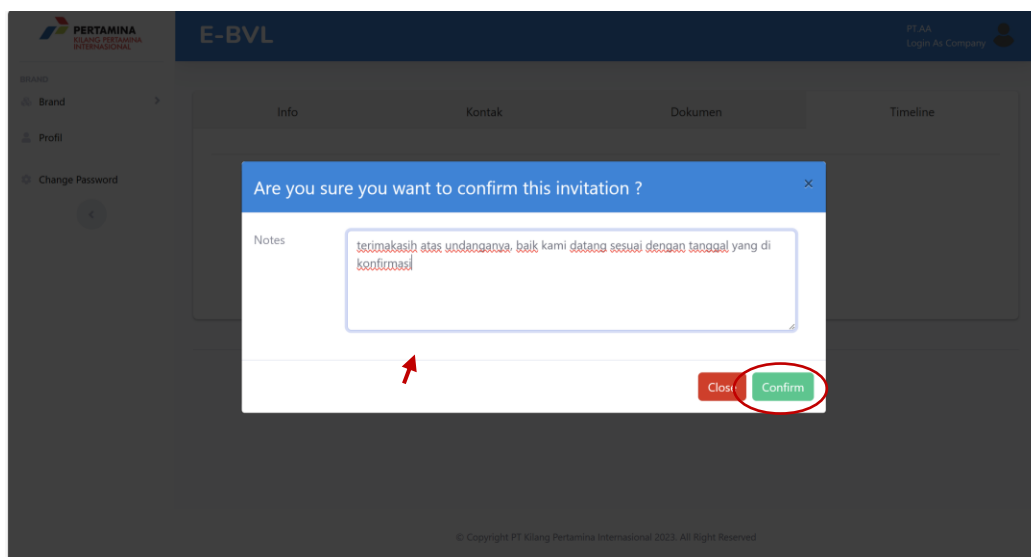 PERTAMINA
KILANG PERTAMINA
INTERNASIONAL
E-BVL
PT.AA
Login As Company
BRAND
Brand
Profil
Change Password
Info
Kontak
Dokumen
Timeline
Are you sure you want to confirm this invitation ?
×
Notes
terimakasih atas undanganya, baik kami datang sesuai dengan tanggal yang di
konfirmasi
Close
Confirm
© Copyright PT Kilang Pertamina Internasional 2023. All Right Reserved